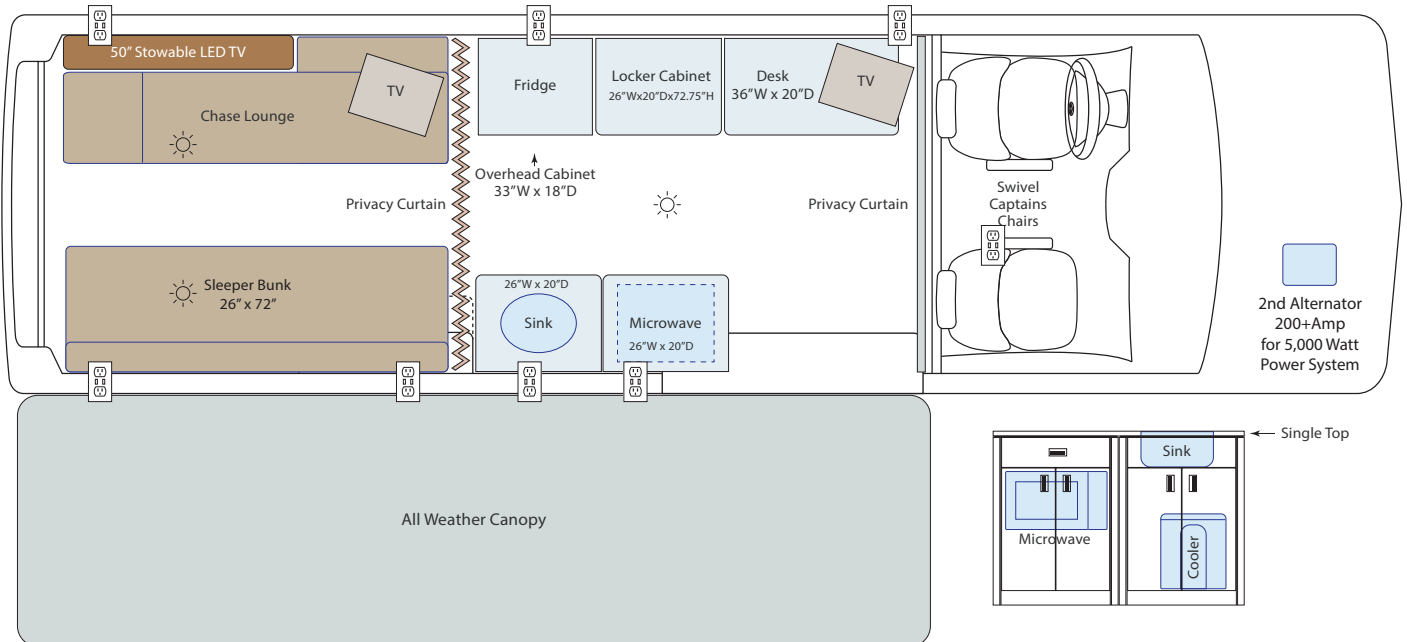 50” Stowable LED TV
TV
Chase Lounge
Fridge
Locker Cabinet
26”Wx20”Dx72.75”H
Desk
36”W x 20”D
TV
Overhead Cabinet
33”W x 18”D
Privacy Curtain
Privacy Curtain
Swivel
Captains
Chairs
Sleeper Bunk
26” x 72”
26”W x 20”D
Sink
Microwave
26”W x 20”D
2nd Alternator
200+Amp
for 5,000 Watt
Power System
All Weather Canopy
Single Top
Sink
Microwave
Cooler